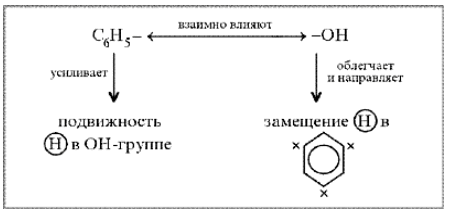 взаимно влияют
C₆H₅– –OH
усиливает облегчает
и направляет
подвижность замещение H в
H в OH-группе
x x
x